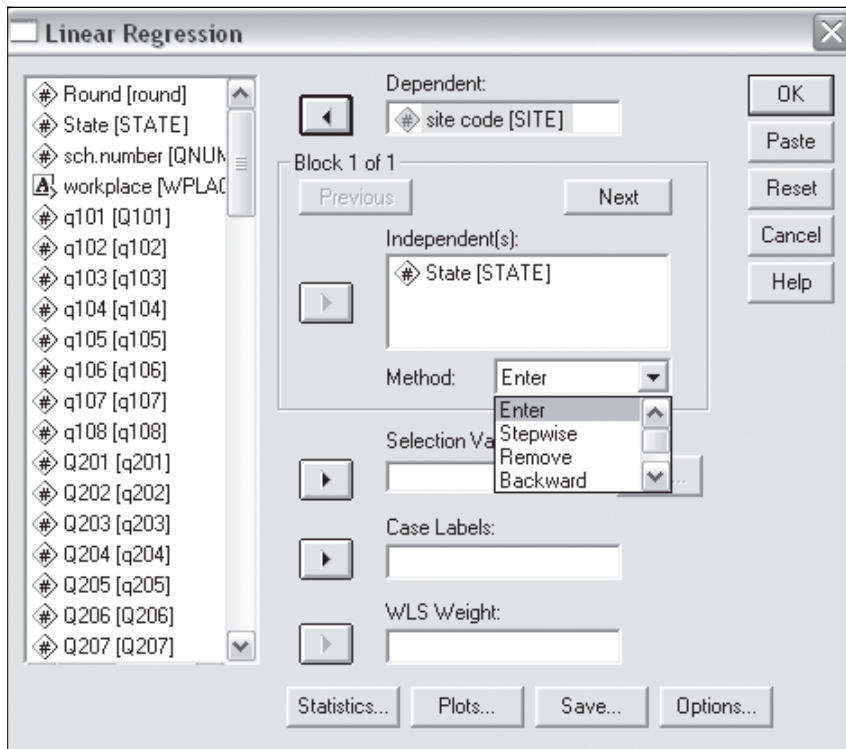 Linear Regression
Round [round]
State [STATE]
sch.number [QNUM
workplace [WPLAC
q101 [Q101]
q102 [q102]
q103 [q103]
q104 [q104]
q105 [q105]
q106 [q106]
q107 [q107]
q108 [q108]
Q201 [q201]
Q202 [q202]
Q203 [q203]
Q204 [q204]
Q205 [q205]
Q206 [Q206]
Q207 [Q207]
Dependent:
site code [SITE]
Block 1 of 1
Previous
Next
Independent(s):
State [STATE]
Method:
Enter
Enter
Stepwise
Remove
Backward
Selection Va
...
Case Labels:
WLS Weight:
Statistics...
Plots...
Save...
Options...
OK
Paste
Reset
Cancel
Help